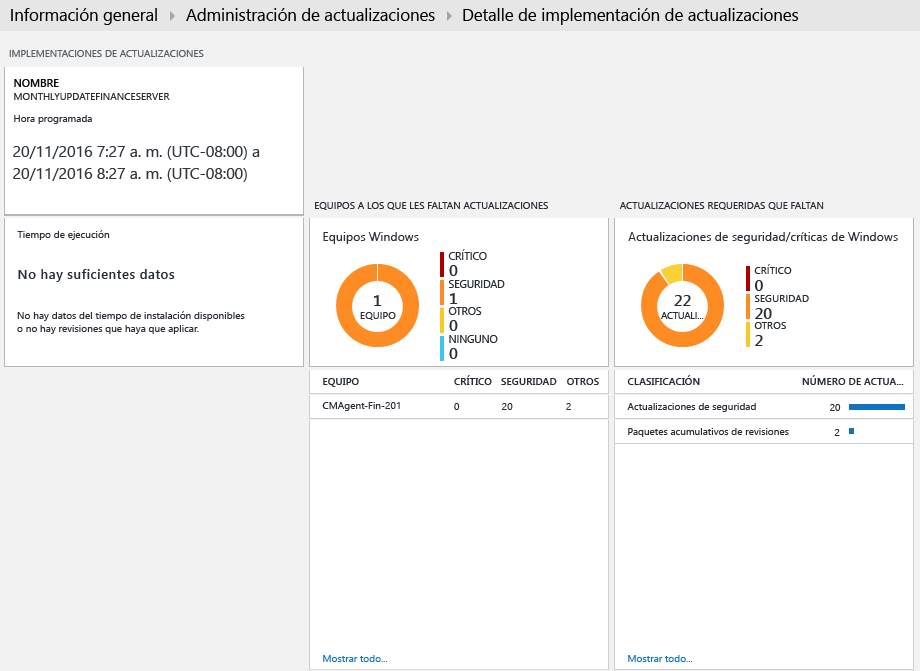 Información general
Administración de actualizaciones
Detalle de implementación de actualizaciones
IMPLEMENTACIONES DE ACTUALIZACIONES
NOMBRE
MONTHLYUPDATEFINANCESERVER
Hora programada
20/11/2016 7:27 a. m. (UTC-08:00) a
20/11/2016 8:27 a. m. (UTC-08:00)
Tiempo de ejecución
No hay suficientes datos
No hay datos del tiempo de instalación disponibles
o no hay revisiones que haya que aplicar.
EQUIPOS A LOS QUE LES FALTAN ACTUALIZACIONES
Equipos Windows
1
EQUIPO
CRÍTICO
0
SEGURIDAD
1
OTROS
0
NINGUNO
0
EQUIPO CRÍTICO SEGURIDAD OTROS
CMAgent-Fin-201 0 20 2
Mostrar todo...
ACTUALIZACIONES REQUERIDAS QUE FALTAN
Actualizaciones de seguridad/críticas de Windows
22
ACTUALI...
CRÍTICO
0
SEGURIDAD
20
OTROS
2
CLASIFICACIÓN NÚMERO DE ACTUA...
Actualizaciones de seguridad 20
Paquetes acumulativos de revisiones 2
Mostrar todo...